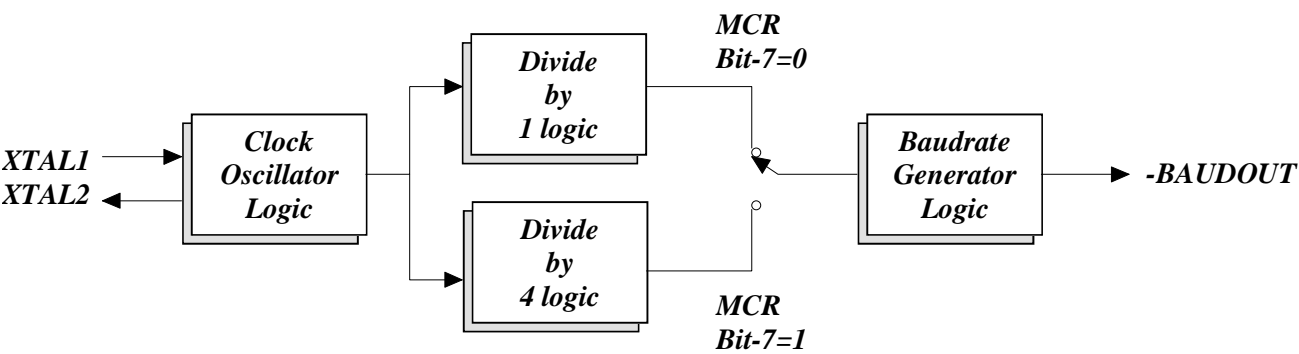 XTAL1
XTAL2
Clock
Oscillator
Logic
Divide
by
1 logic
Divide
by
4 logic
MCR
Bit-7=0
MCR
Bit-7=1
Baudrate
Generator
Logic
-BAUDOUT